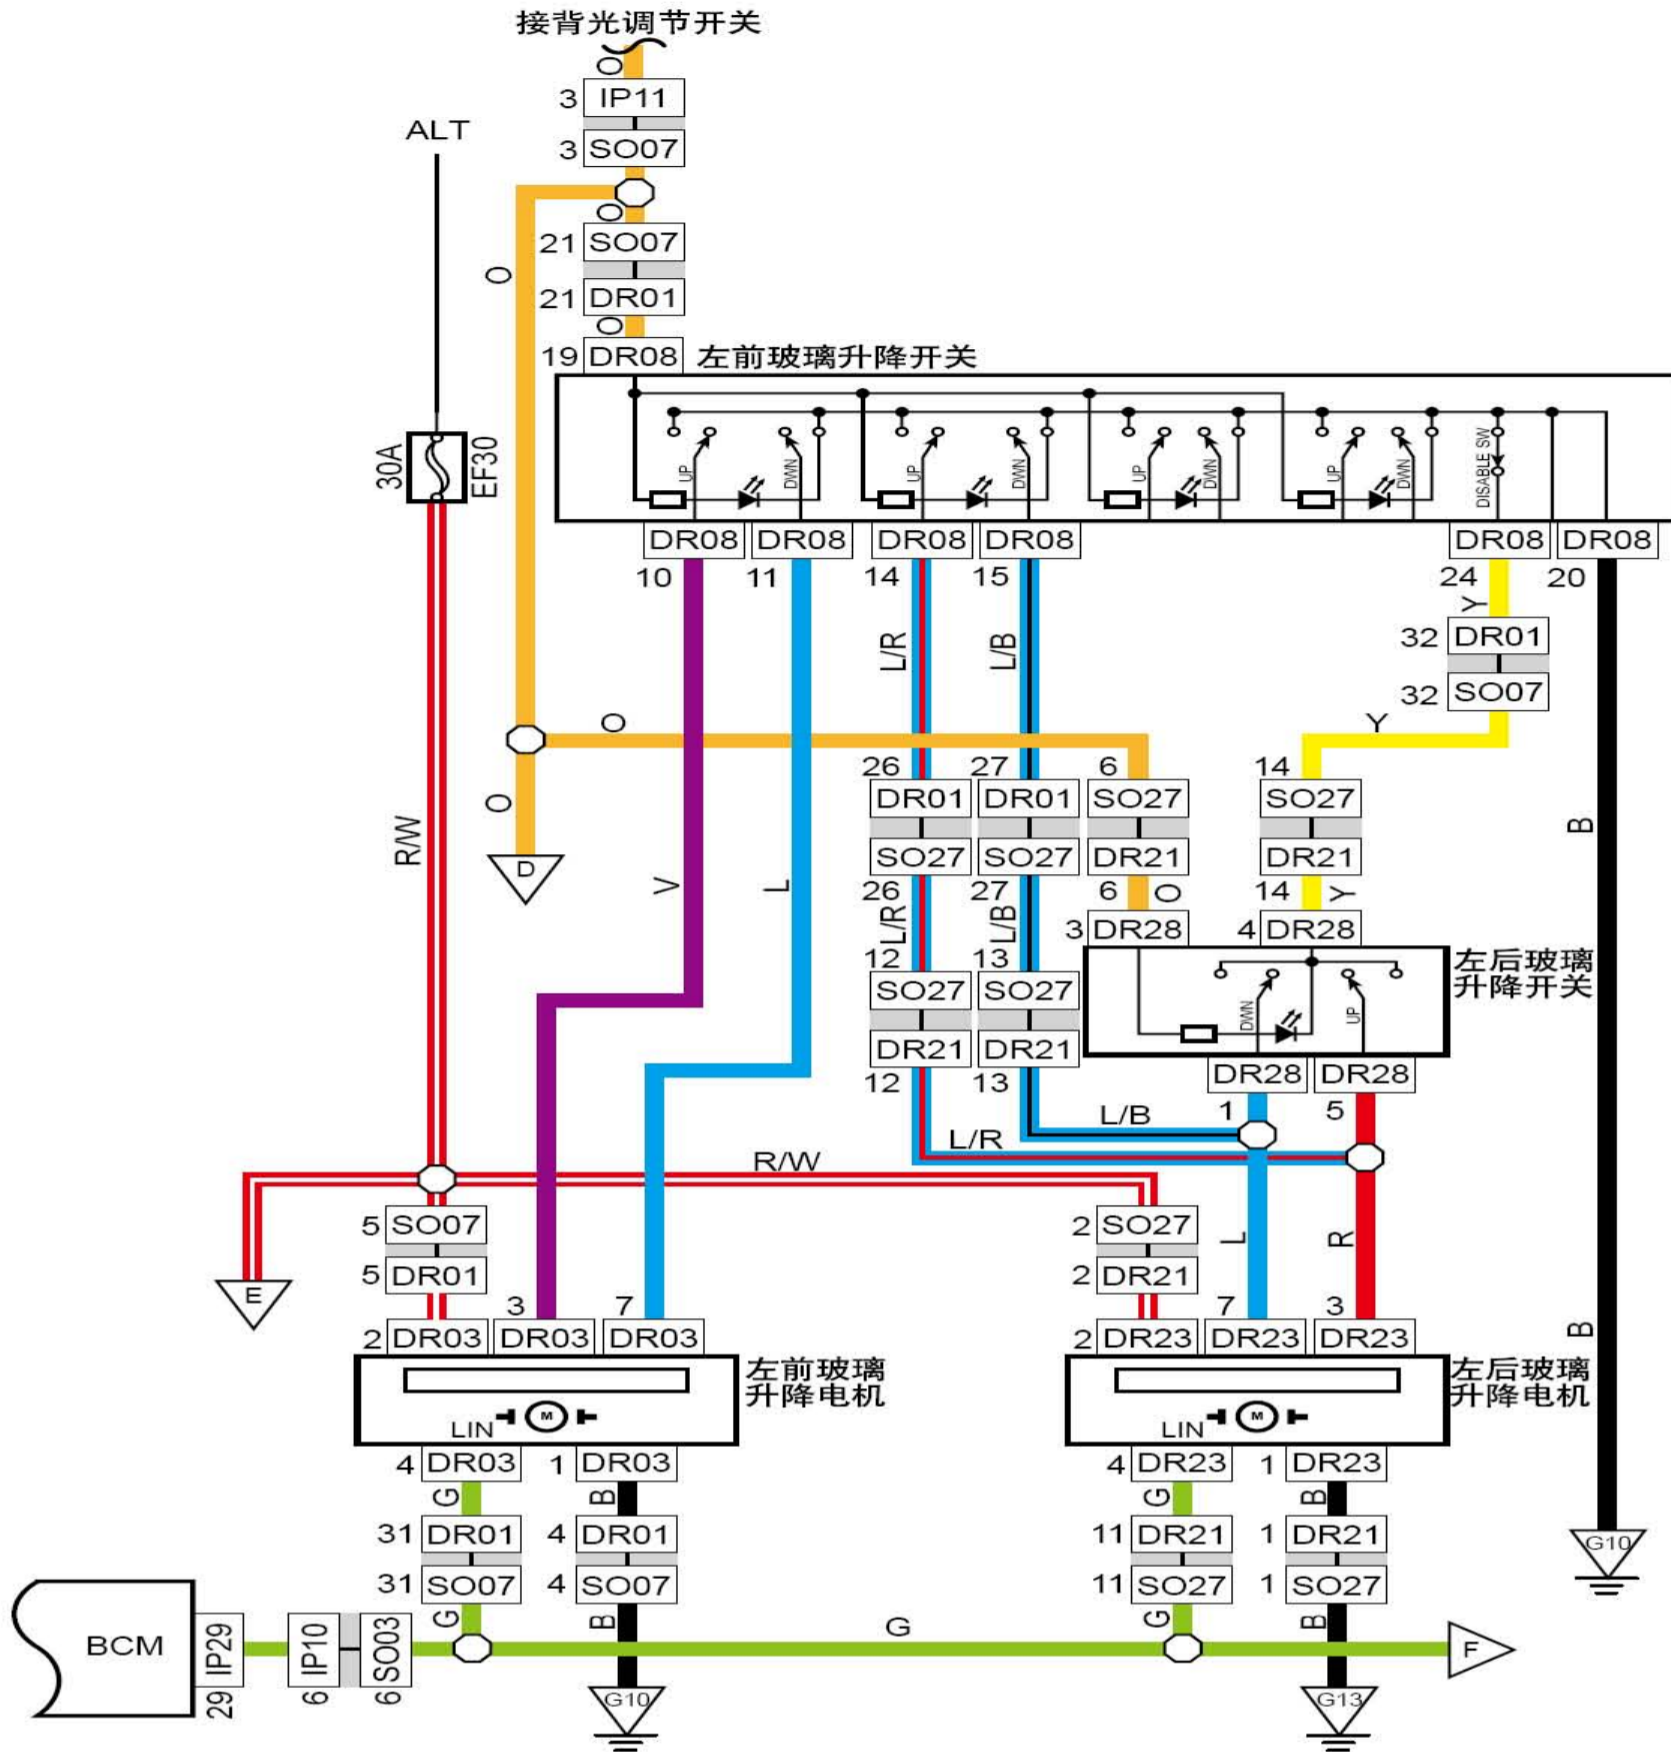 接背光调节开关
O
3 IP11
ALT
3 SO07
O
21 SO07
O
21 DR01
O
19 DR08 左前玻璃升降开关
30A
EF30
UP
DWN
UP
DWN
UP
DWN
UP
DWN
DISABLE SW
DR08 DR08 DR08 DR08 DR08 DR08
10 11 14 15 24 20
Y
L/R L/B
32 DR01
32 SO07
O
Y
26 27 6 14
DR01 DR01 SO27 SO27
O
R/W
B
SO27 SO27 DR21 DR21
D
V
L
26 27 6 O 14 Y
L/R L/B
3 DR28 4 DR28
12 13
左后玻璃
升降开关
SO27 SO27
DWN
UP
DR21 DR21
DR28 DR28
12 13
1 5
L/B
L/R
R/W
5 SO07
2 SO27
L
R
5 DR01
2 DR21
E
3 7
7 3
B
2 DR03 DR03 DR03
2 DR23 DR23 DR23
左前玻璃
升降电机
左后玻璃
升降电机
M
LIN
M
LIN
4 DR03 1 DR03
4 DR23 1 DR23
G B
G B
31 DR01 4 DR01
11 DR21 1 DR21
G10
31 SO07 4 SO07
11 SO27 1 SO27
G B
G B
BCM
29 IP29
6 IP10
6 SO03
G
F
G10
G13